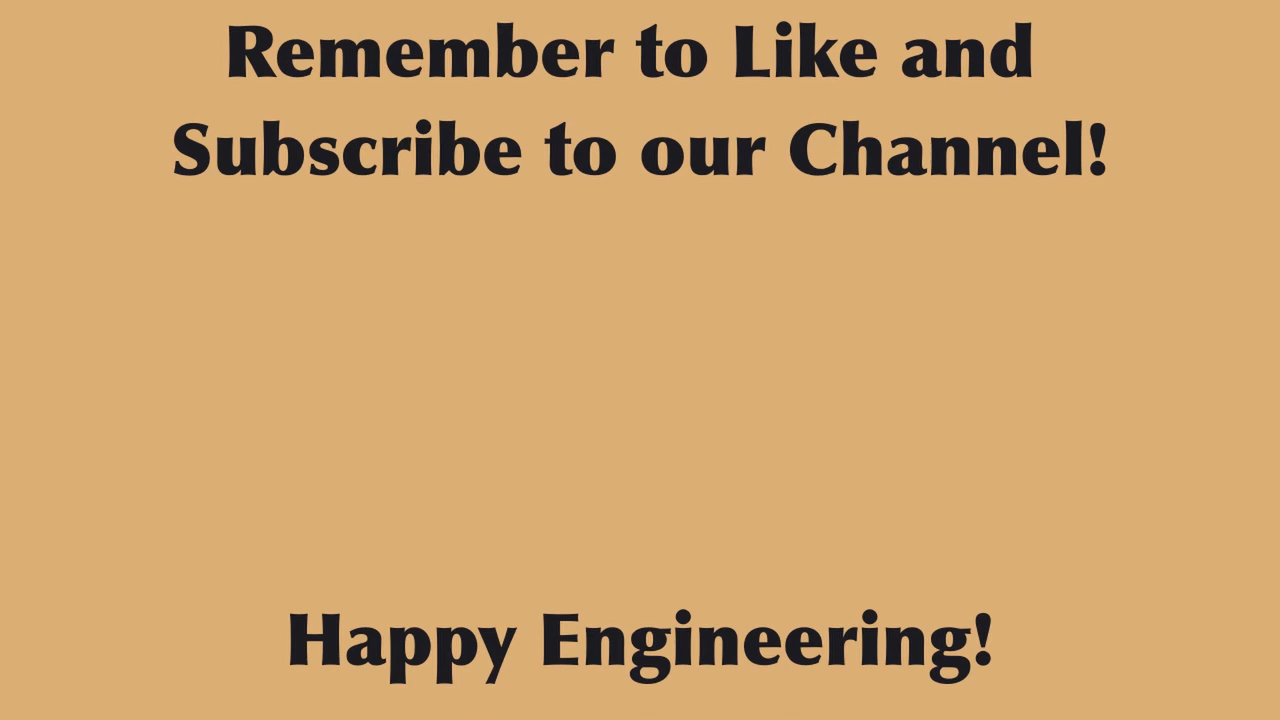 Remember to Like and
Subscribe to our Channel!
Happy Engineering!